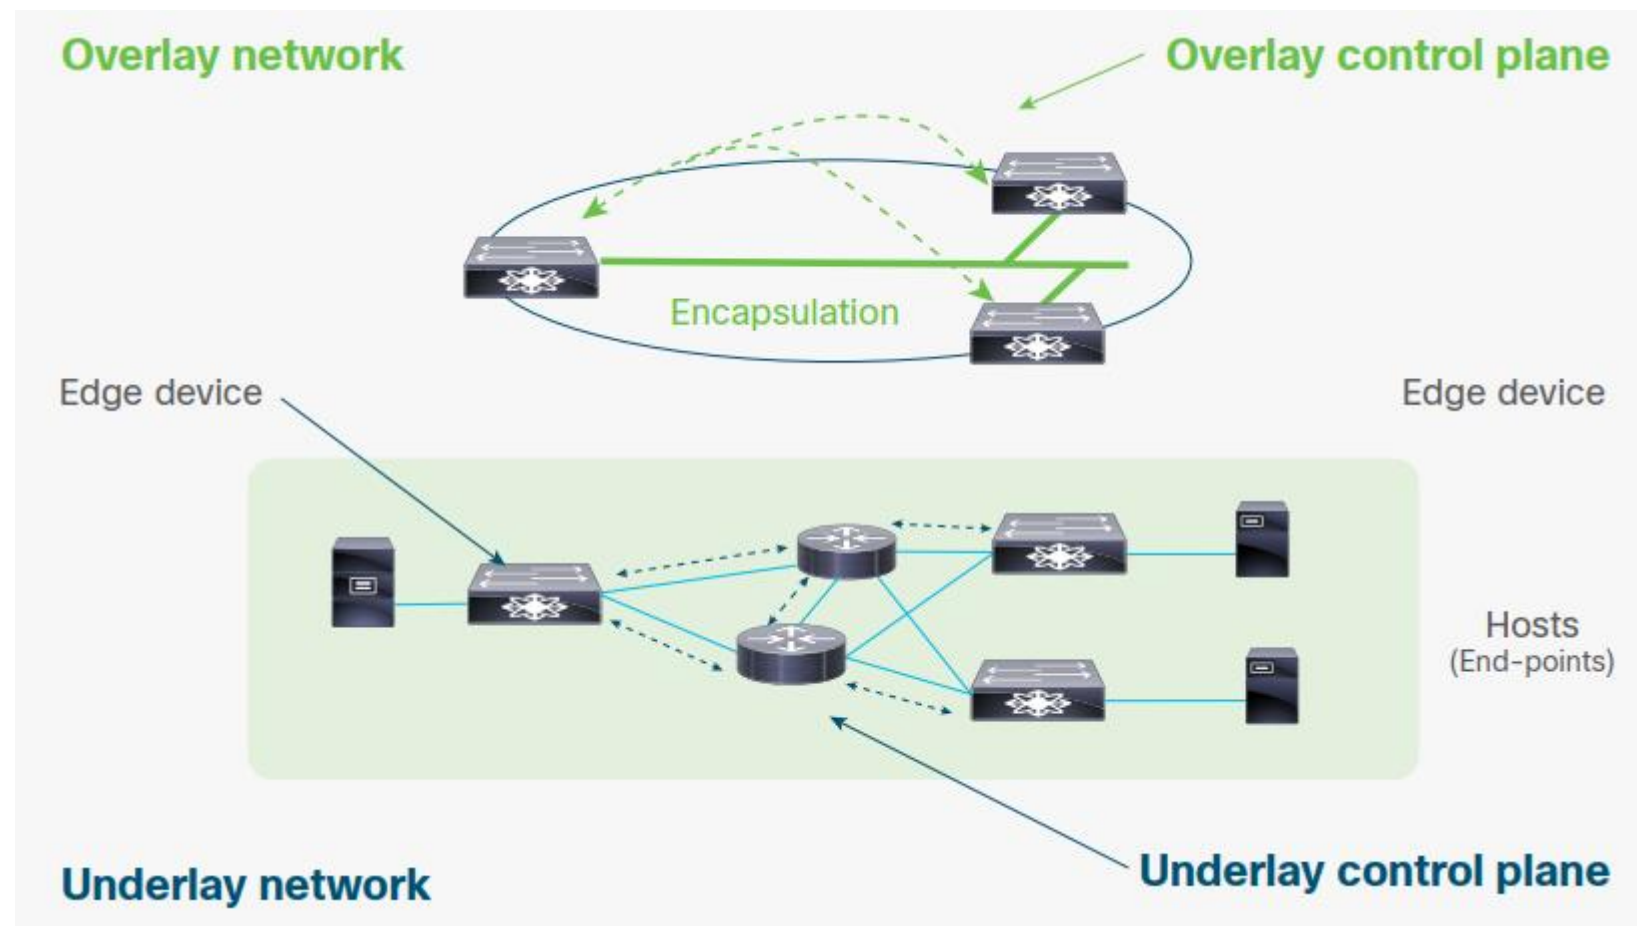 Overlay network
Overlay control plane
Encapsulation
Edge device
Edge device
Hosts
(End-points)
Underlay control plane
Underlay network